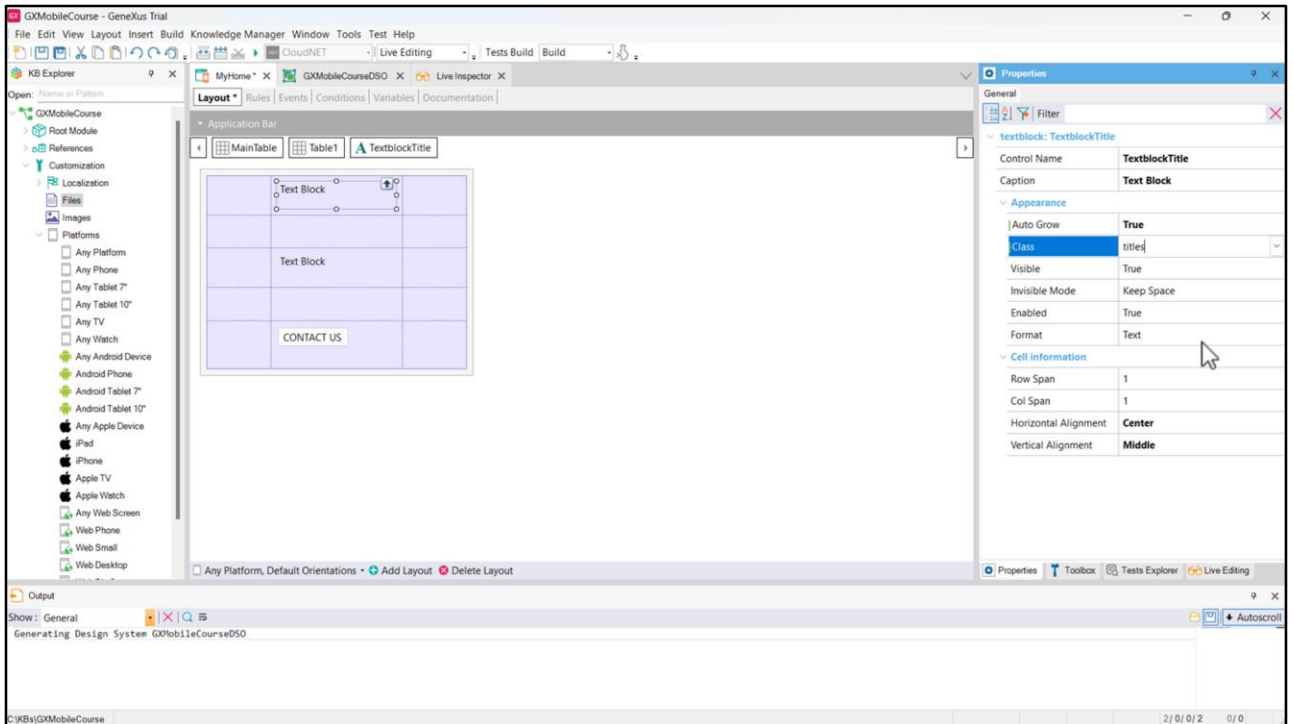 GX GXMobileCourse - GeneXus Trial
File Edit View Layout Insert Build Knowledge Manager Window Tools Test Help
CloudNET Live Editing Tests Build Build
KB Explorer
Open: Name or Pattern...
GXMobileCourse
Root Module
References
Customization
Localization
Files
Images
Platforms
Any Platform
Any Phone
Any Tablet 7"
Any Tablet 10"
Any TV
Any Watch
Any Android Device
Android Phone
Android Tablet 7"
Android Tablet 10"
Any Apple Device
iPad
iPhone
Apple TV
Apple Watch
Any Web Screen
Web Phone
Web Small
Web Desktop
MyHome * X GXMobileCourseDSO X Live Inspector X
Layout * Rules Events Conditions Variables Documentation
Application Bar
MainTable Table1 A TextblockTitle
Text Block
Text Block
CONTACT US
Any Platform, Default Orientations Add Layout Delete Layout
Properties
General
Filter
textblock: TextblockTitle
Control Name TextblockTitle
Caption Text Block
Appearance
Auto Grow True
Class titles
Visible True
Invisible Mode Keep Space
Enabled True
Format Text
Cell information
Row Span 1
Col Span 1
Horizontal Alignment Center
Vertical Alignment Middle
Properties Toolbox Tests Explorer Live Editing
Output
Show: General
Autoscroll
Generating Design System GXMobileCourseDSO
C:\KBs\GXMobileCourse
2/0/0/2 0/0